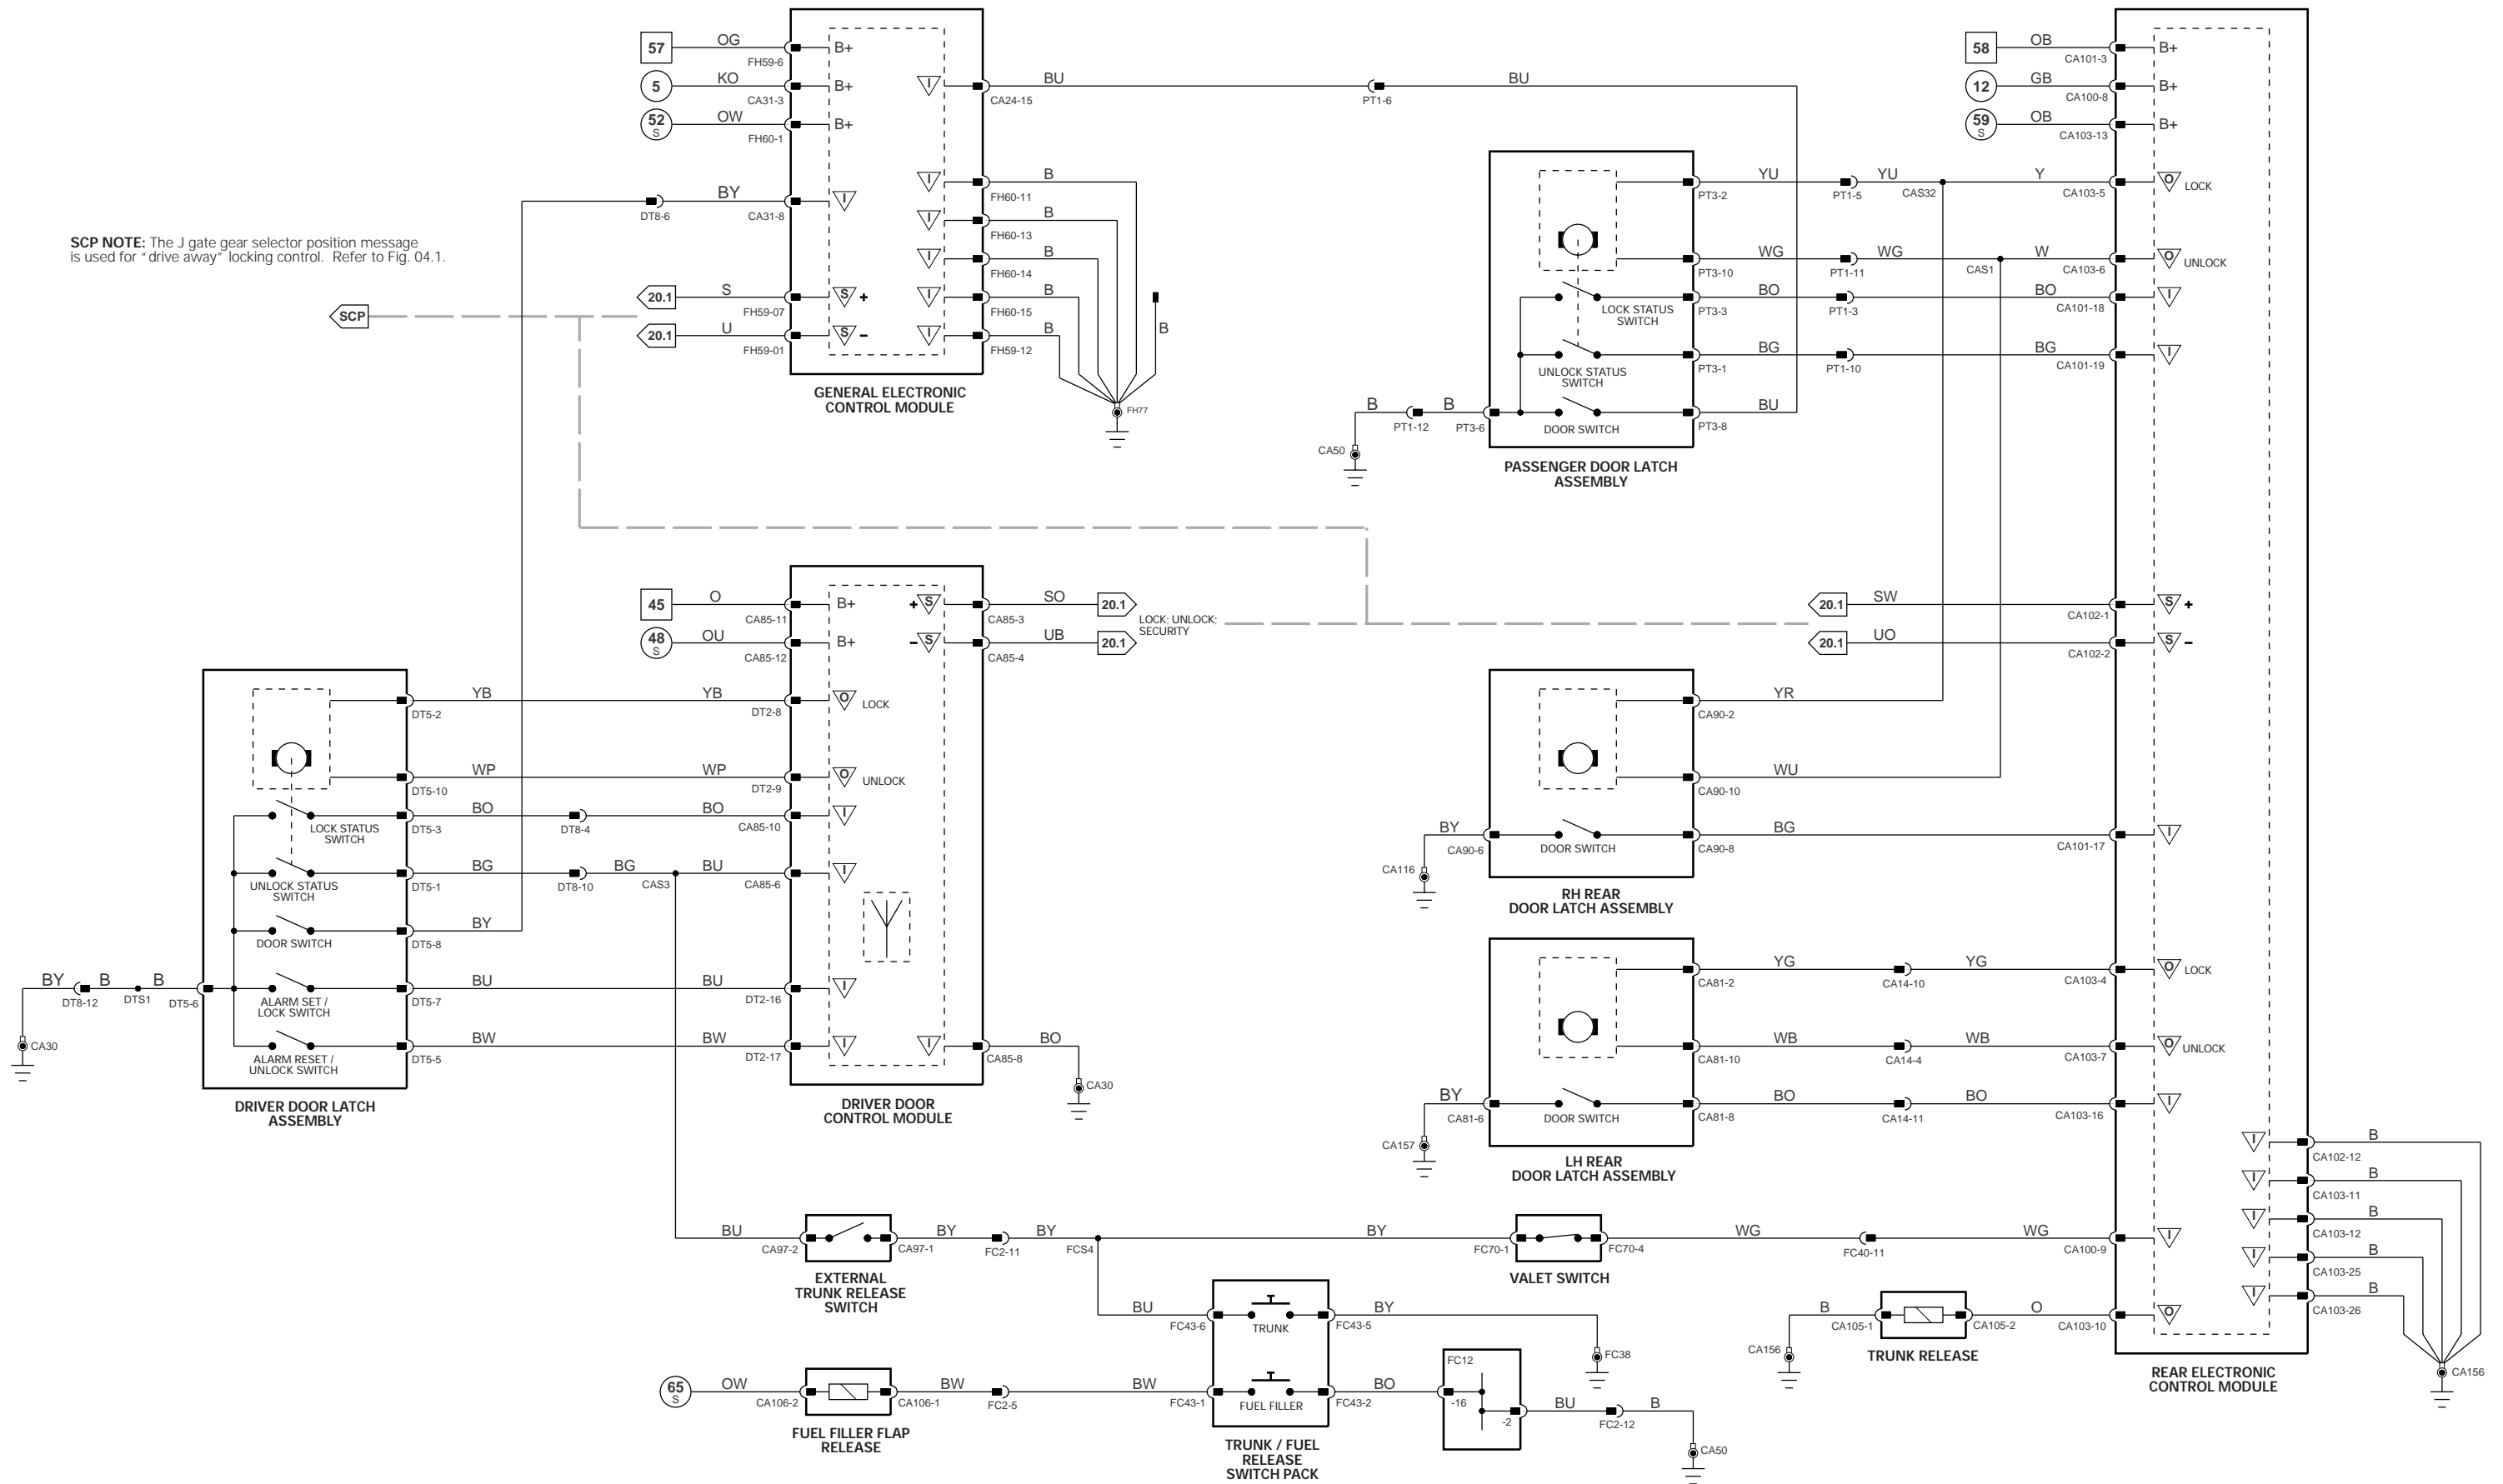 57
OG
FH59-6
B+
5
KO
CA31-3
B+
52
S
OW
FH60-1
B+
I
CA24-15
BU
PT1-6
BU
DT8-6
BY
CA31-8
I
I
FH60-11
B
I
FH60-13
B
I
FH60-14
B
I
FH60-15
B
I
FH59-12
B
B
FH77
20.1
S
FH59-07
S +
20.1
U
FH59-01
S −
GENERAL ELECTRONIC
CONTROL MODULE
SCP NOTE: The J gate gear selector position message
is used for "drive away" locking control. Refer to Fig. 04.1.
SCP
58
OB
CA101-3
B+
12
GB
CA100-8
B+
59
S
OB
CA103-13
B+
PT3-2
YU
PT1-5
YU
CAS32
Y
CA103-5
O
LOCK
PT3-10
WG
PT1-11
WG
CAS1
W
CA103-6
O
UNLOCK
LOCK STATUS
SWITCH
PT3-3
BO
PT1-3
BO
CA101-18
I
UNLOCK STATUS
SWITCH
PT3-1
BG
PT1-10
BG
CA101-19
I
B
PT1-12
B
PT3-6
CA50
DOOR SWITCH
PT3-8
BU
PASSENGER DOOR LATCH
ASSEMBLY
45
O
CA85-11
B+
48
S
OU
CA85-12
B+
+ S
CA85-3
SO
20.1
− S
CA85-4
UB
20.1
LOCK; UNLOCK;
SECURITY
20.1
SW
CA102-1
S +
20.1
UO
CA102-2
S −
DT5-2
YB
YB
DT2-8
O
LOCK
DT5-10
WP
WP
DT2-9
O
UNLOCK
LOCK STATUS
SWITCH
DT5-3
BO
DT8-4
BO
CA85-10
I
UNLOCK STATUS
SWITCH
DT5-1
BG
DT8-10
BG
CAS3
BU
CA85-6
I
DOOR SWITCH
DT5-8
BY
BY
DT8-12
B
DTS1
B
DT5-6
CA30
ALARM SET /
LOCK SWITCH
DT5-7
BU
BU
DT2-16
I
ALARM RESET /
UNLOCK SWITCH
DT5-5
BW
BW
DT2-17
I
I
CA85-8
BO
CA30
DRIVER DOOR LATCH
ASSEMBLY
DRIVER DOOR
CONTROL MODULE
CA90-2
YR
CA90-10
WU
BY
CA90-6
CA116
DOOR SWITCH
CA90-8
BG
CA101-17
I
RH REAR
DOOR LATCH ASSEMBLY
CA81-2
YG
CA14-10
YG
CA103-4
O
LOCK
CA81-10
WB
CA14-4
WB
CA103-7
O
UNLOCK
BY
CA81-6
CA157
DOOR SWITCH
CA81-8
BO
CA14-11
BO
CA103-16
I
LH REAR
DOOR LATCH ASSEMBLY
I
CA102-12
B
I
CA103-11
B
I
CA103-12
B
I
CA103-25
B
I
CA103-26
B
CA156
BU
CA97-2
CA97-1
BY
FC2-11
BY
FCS4
BY
FC70-1
FC70-4
WG
FC40-11
WG
CA100-9
I
EXTERNAL
TRUNK RELEASE
SWITCH
VALET SWITCH
BU
FC43-6
TRUNK
FC43-5
BY
FC38
B
CA105-1
CA105-2
O
CA103-10
O
CA156
TRUNK RELEASE
REAR ELECTRONIC
CONTROL MODULE
65
S
OW
CA106-2
CA106-1
BW
FC2-5
BW
FC43-1
FUEL FILLER
FC43-2
BO
FC12
-16
-2
BU
FC2-12
B
CA50
FUEL FILLER FLAP
RELEASE
TRUNK / FUEL
RELEASE
SWITCH PACK